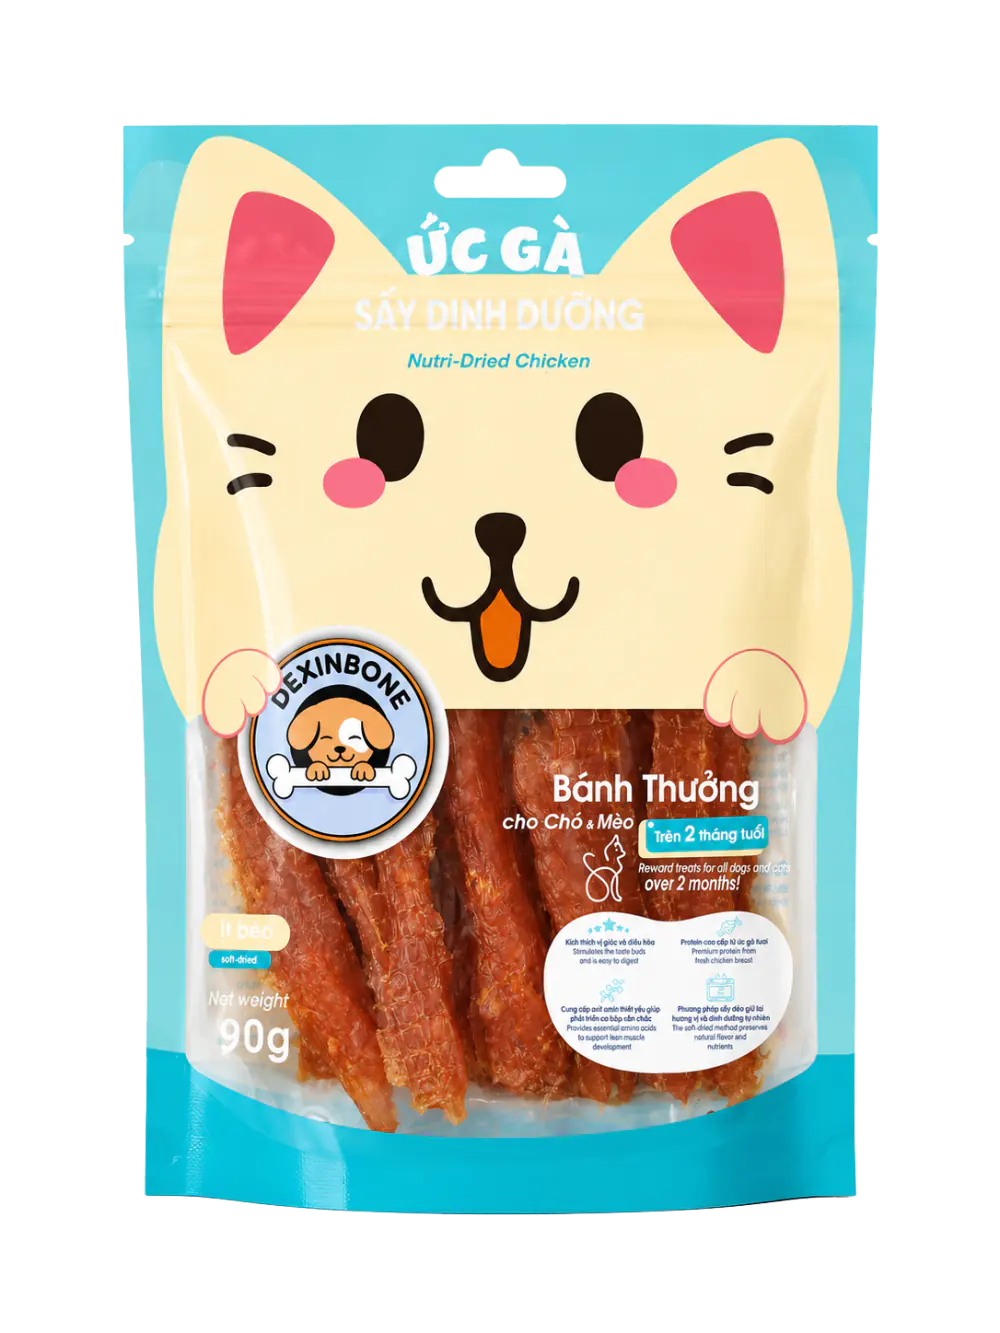 ỨC GÀ
SẤY DINH DƯỠNG
Nutri-Dried Chicken
DEXINBONE
Bánh Thưởng
cho Chó & Mèo
Trên 2 tháng tuổi
Reward treats for all dogs and cats
over 2 months!
Ít béo
soft-dried
Net weight
90g
Kích thích vị giác và điều hòa
Stimulates the taste buds
and is easy to digest
Protein cao cấp từ ức gà tươi
Premium protein from
fresh chicken breast
Cung cấp axit amin thiết yếu giúp
phát triển cơ bắp săn chắc
Provides essential amino acids
to support lean muscle
development
Phương pháp sấy dẻo giữ lại
hương vị và dinh dưỡng tự nhiên
The soft-dried method preserves
natural flavor and
nutrients